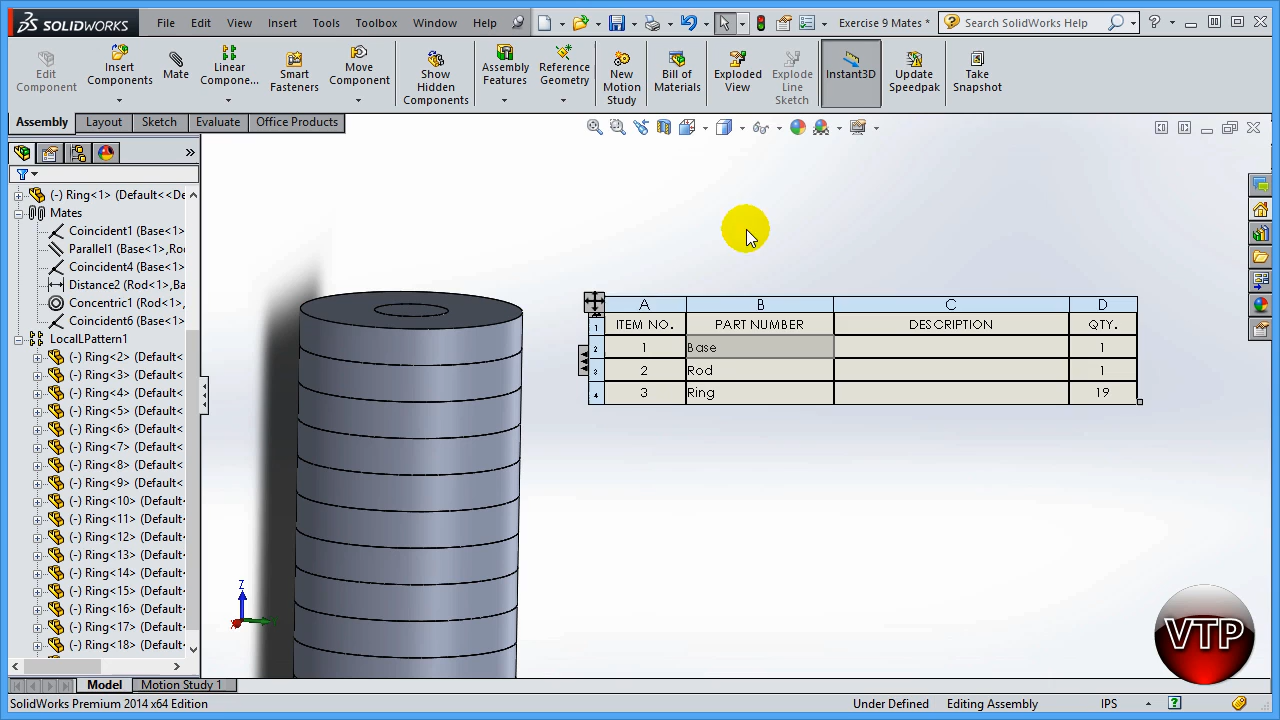 SOLIDWORKS File Edit View Insert Tools Toolbox Window Help Exercise 9 Mates * Search SolidWorks Help
Edit Component
Insert Components
Mate
Linear Compone...
Smart Fasteners
Move Component
Show Hidden Components
Assembly Features
Reference Geometry
New Motion Study
Bill of Materials
Exploded View
Explode Line Sketch
Instant3D
Update Speedpak
Take Snapshot
Assembly Layout Sketch Evaluate Office Products
(-) Ring<1> (Default<<De
Mates
Coincident1 (Base<1>
Parallel1 (Base<1>,Ro
Coincident4 (Base<1>
Distance2 (Rod<1>,Ba
Concentric1 (Rod<1>,
Coincident6 (Base<1>
LocalLPattern1
(-) Ring<2> (Default<
(-) Ring<3> (Default<
(-) Ring<4> (Default<
(-) Ring<5> (Default<
(-) Ring<6> (Default<
(-) Ring<7> (Default<
(-) Ring<8> (Default<
(-) Ring<9> (Default<
(-) Ring<10> (Default
(-) Ring<11> (Default
(-) Ring<12> (Default
(-) Ring<13> (Default
(-) Ring<14> (Default
(-) Ring<15> (Default
(-) Ring<16> (Default
(-) Ring<17> (Default
(-) Ring<18> (Default
A B C D
1 ITEM NO. PART NUMBER DESCRIPTION QTY.
2 1 Base 1
3 2 Rod 1
4 3 Ring 19
Z
VTP
Model Motion Study 1
SolidWorks Premium 2014 x64 Edition Under Defined Editing Assembly IPS